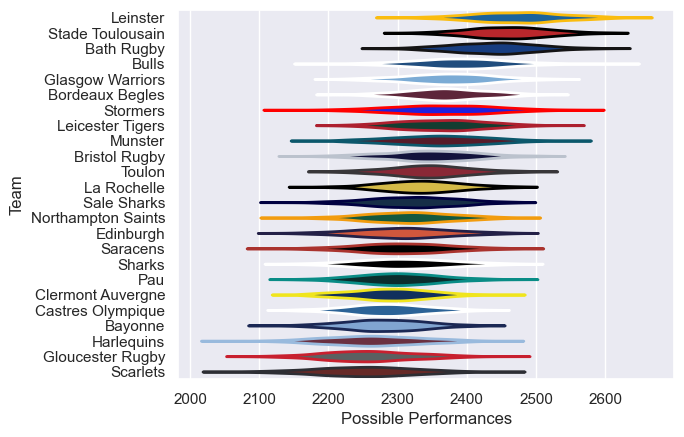 Leinster
Stade Toulousain
Bath Rugby
Bulls
Glasgow Warriors
Bordeaux Begles
Stormers
Leicester Tigers
Munster
Bristol Rugby
Toulon
La Rochelle
Sale Sharks
Northampton Saints
Edinburgh
Saracens
Sharks
Pau
Clermont Auvergne
Castres Olympique
Bayonne
Harlequins
Gloucester Rugby
Scarlets
Team
2000 2100 2200 2300 2400 2500 2600
Possible Performances